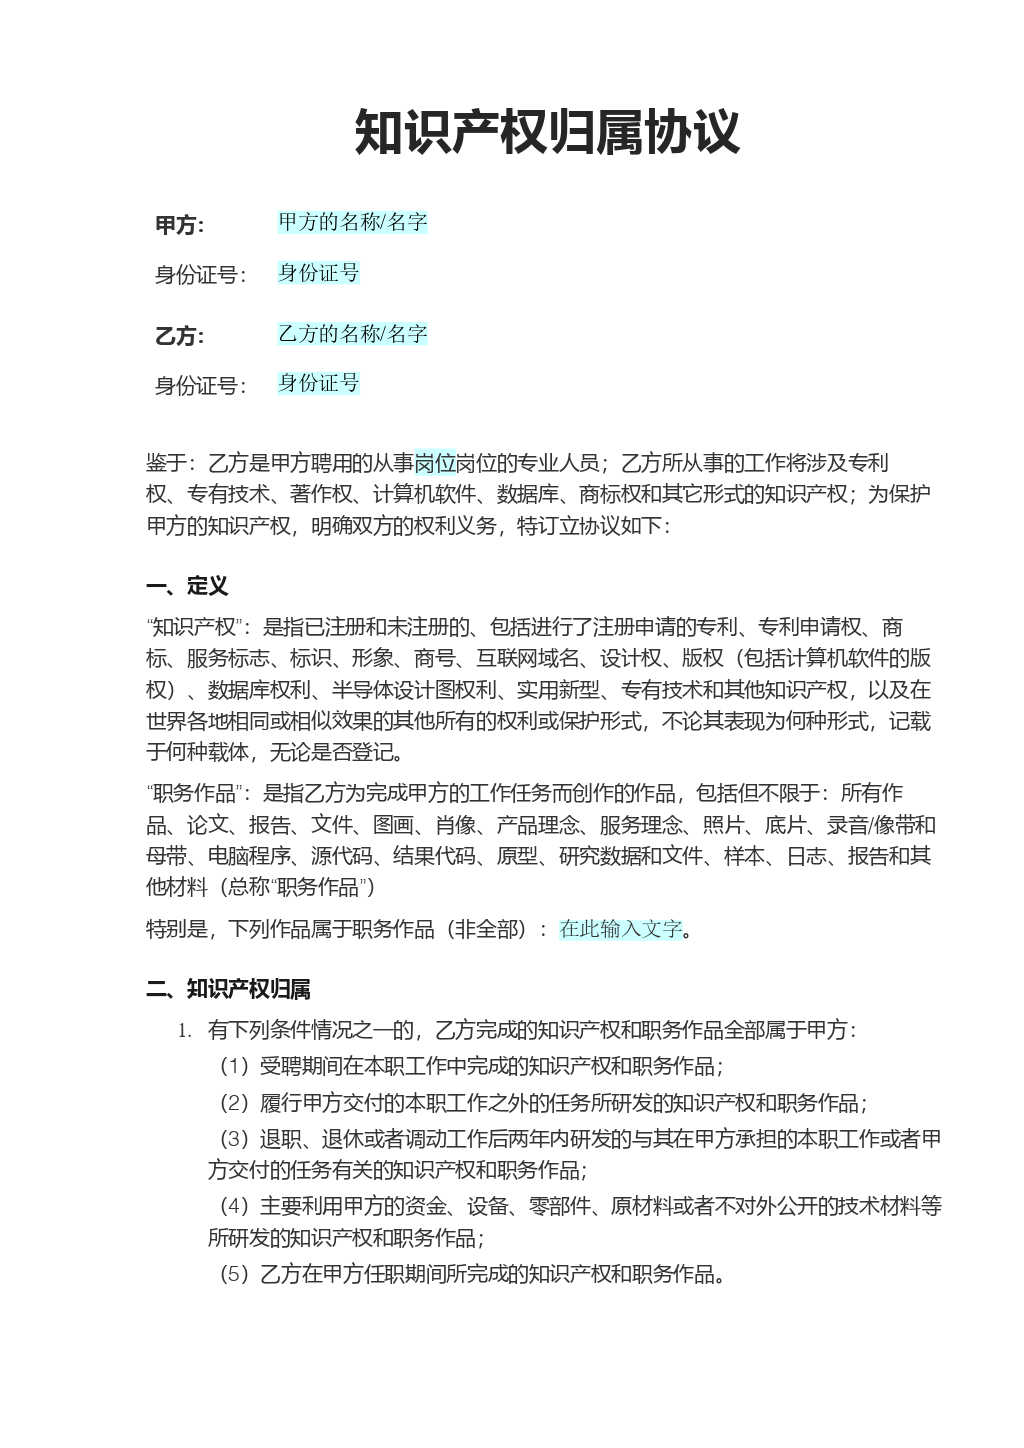 知识产权归属协议
甲方: 甲方的名称/名字
身份证号: 身份证号
乙方: 乙方的名称/名字
身份证号: 身份证号
鉴于：乙方是甲方聘用的从事岗位岗位的专业人员；乙方所从事的工作将涉及专利
权、专有技术、著作权、计算机软件、数据库、商标权和其它形式的知识产权；为保护
甲方的知识产权，明确双方的权利义务，特订立协议如下：
一、定义
“知识产权”：是指已注册和未注册的、包括进行了注册申请的专利、专利申请权、商
标、服务标志、标识、形象、商号、互联网域名、设计权、版权（包括计算机软件的版
权）、数据库权利、半导体设计图权利、实用新型、专有技术和其他知识产权，以及在
世界各地相同或相似效果的其他所有的权利或保护形式，不论其表现为何种形式，记载
于何种载体，无论是否登记。
“职务作品”：是指乙方为完成甲方的工作任务而创作的作品，包括但不限于：所有作
品、论文、报告、文件、图画、肖像、产品理念、服务理念、照片、底片、录音/像带和
母带、电脑程序、源代码、结果代码、原型、研究数据和文件、样本、日志、报告和其
他材料（总称“职务作品”）
特别是，下列作品属于职务作品（非全部）：在此输入文字。
二、知识产权归属
1. 有下列条件情况之一的，乙方完成的知识产权和职务作品全部属于甲方：
（1）受聘期间在本职工作中完成的知识产权和职务作品；
（2）履行甲方交付的本职工作之外的任务所研发的知识产权和职务作品；
（3）退职、退休或者调动工作后两年内研发的与其在甲方承担的本职工作或者甲
方交付的任务有关的知识产权和职务作品；
（4）主要利用甲方的资金、设备、零部件、原材料或者不对外公开的技术材料等
所研发的知识产权和职务作品；
（5）乙方在甲方任职期间所完成的知识产权和职务作品。